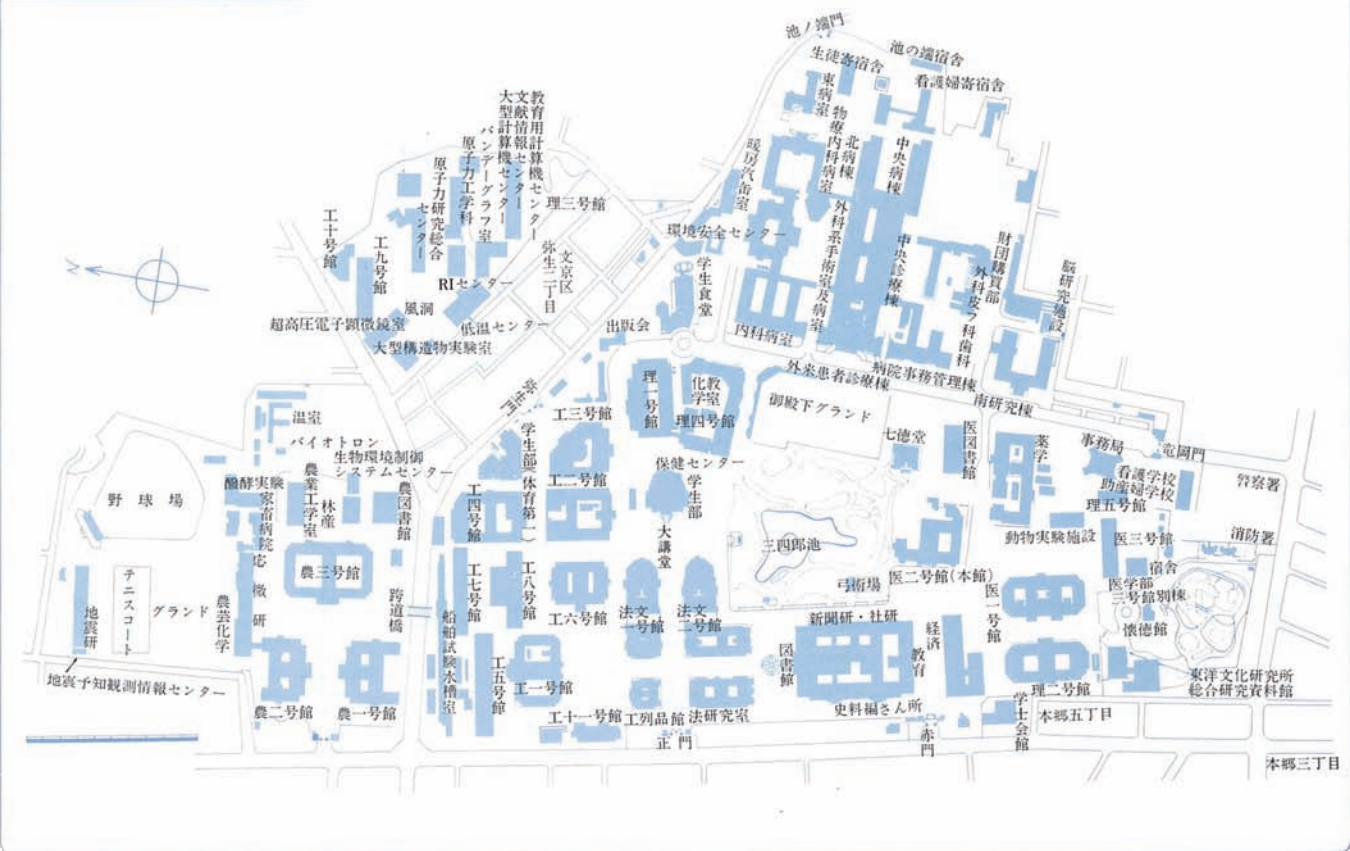 池ノ端門
生徒寄宿舎
池の端宿舎
看護婦寄宿舎
東病室
物療内科病室
北病棟
中央病棟
暖房汽缶室
外科系手術室及病室
環境安全センター
中央診療棟
財団購買部
外科皮フ科歯科
脳研究施設
学生食堂
内科病室
外来患者診療棟
病院事務管理棟
南研究棟
教育用計算機センター
文献情報センター
大型計算機センター
バンデーグラフ室
原子力工学科
原子力研究総合センター
理三号館
工十号館
工九号館
RIセンター
文京区
弥生二丁目
N
風洞
超高圧電子顕微鏡室
低温センター
大型構造物実験室
出版会
弥生門
理一号館
化学教室
理四号館
御殿下グランド
工三号館
七徳堂
医図書館
薬学
事務局
竜岡門
看護学校
助産婦学校
警察署
温室
バイオトロン
生物環境制御
システムセンター
学生部(体育第一)
工二号館
保健センター
学生部
理五号館
動物実験施設
医三号館
消防署
野球場
醗酵実験
家畜病院
農業工学室
林産
農図書館
工四号館
大講堂
三四郎池
宿舎
農三号館
応微研
工七号館
工八号館
弓術場
医二号館(本館)
医一号館
医学部
三号館別棟
懐徳館
テニスコート
グランド
農芸化学
地震研
跨道橋
工六号館
法文一号館
法文二号館
新聞研・社研
経済
教育
図書館
船舶試験水槽室
工五号館
工一号館
地震予知観測情報センター
東洋文化研究所
総合研究資料館
農二号館
農一号館
工十一号館
工列品館
法研究室
史料編さん所
理二号館
正門
赤門
学士会館
本郷五丁目
本郷三丁目